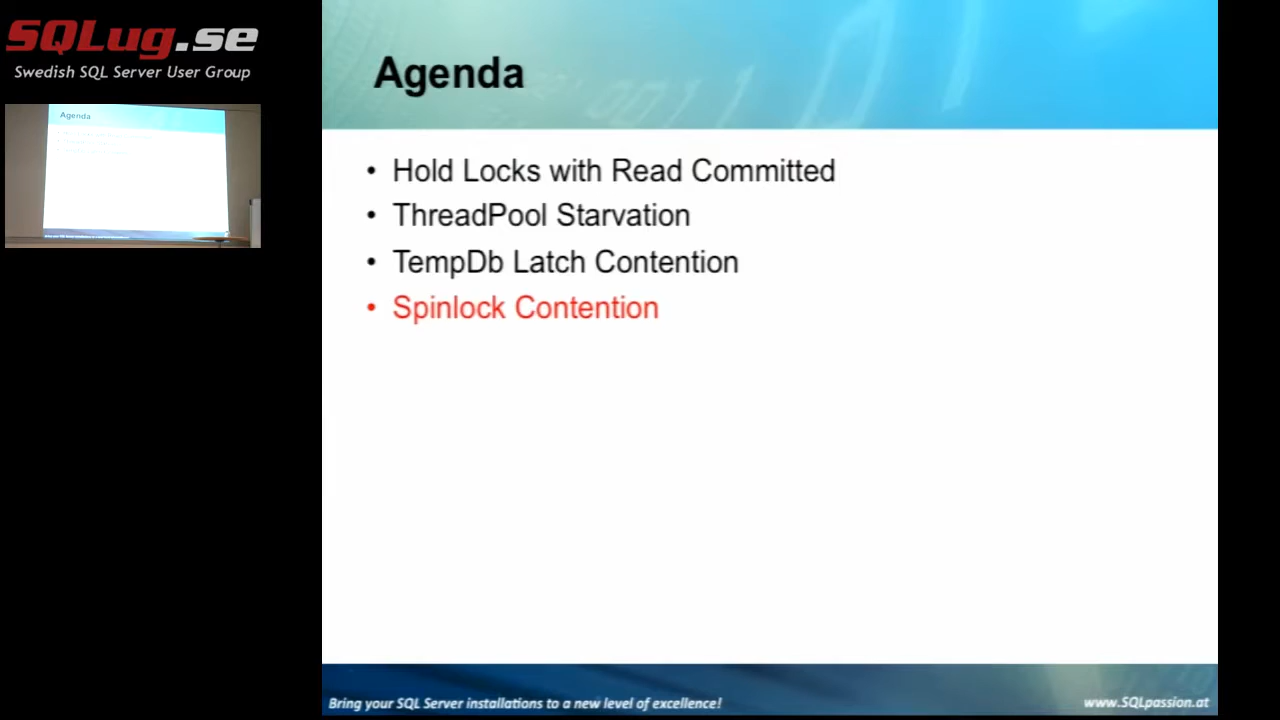 SQLug.se
Swedish SQL Server User Group
Agenda
Agenda
• Hold Locks with Read Committed
• ThreadPool Starvation
• TempDb Latch Contention
• Spinlock Contention
Bring your SQL Server installations to a new level of excellence!
www.SQLpassion.at